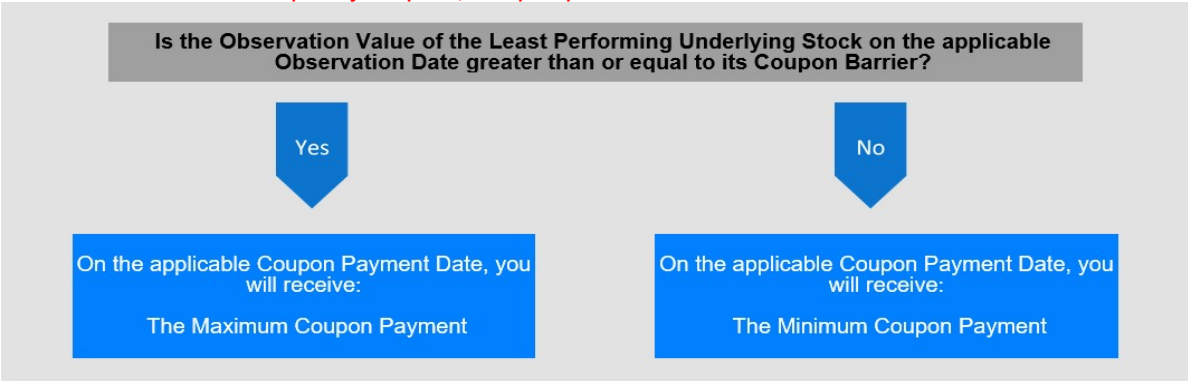 Is the Observation Value of the Least Performing Underlying Stock on the applicable
Observation Date greater than or equal to its Coupon Barrier?
Yes
No
On the applicable Coupon Payment Date, you
will receive:
The Maximum Coupon Payment
On the applicable Coupon Payment Date, you
will receive:
The Minimum Coupon Payment